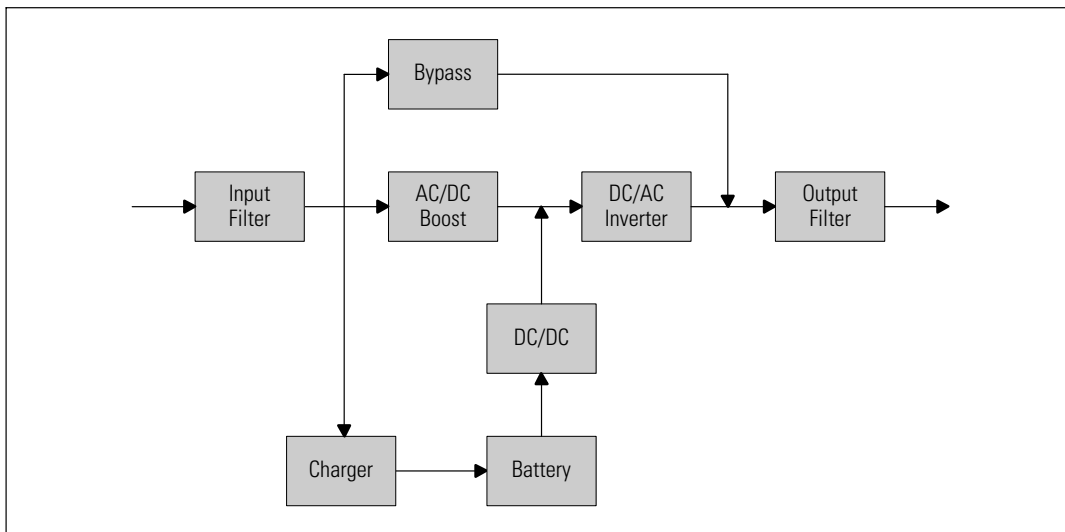 Bypass
Input
Filter
AC/DC
Boost
DC/AC
Inverter
Output
Filter
DC/DC
Charger
Battery